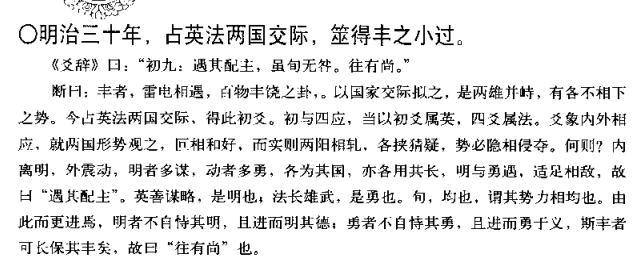 〇明治三十年，占英法两国交际，筮得丰之小过。
《爻辞》曰：“初九：遇其配主，虽旬无咎。往有尚。”
断曰：丰者，雷电相遇，百物丰饶之卦，。以国家交际拟之，是两雄并峙，有各不相下
之势。今占英法两国交际，得此初爻。初与四应，当以初爻属英，四爻属法。爻象内外相
应，就两国形势观之，叵相和好，而实则两阳相轧，各挟猜疑，势必隐相侵夺。何则？内
离明，外震动，明者多谋，动者多勇，各为其国，亦各用其长，明与勇遇，适足相敌，故
曰“遇其配主”。英善谋略，是明也；法长雄武，是勇也。旬，均也，谓其势力相均也。由
此而更进焉，明者不自恃其明，且进而明其德；勇者不自恃其勇，且进而勇于义，斯丰者
可长保其丰矣，故曰“往有尚”也。